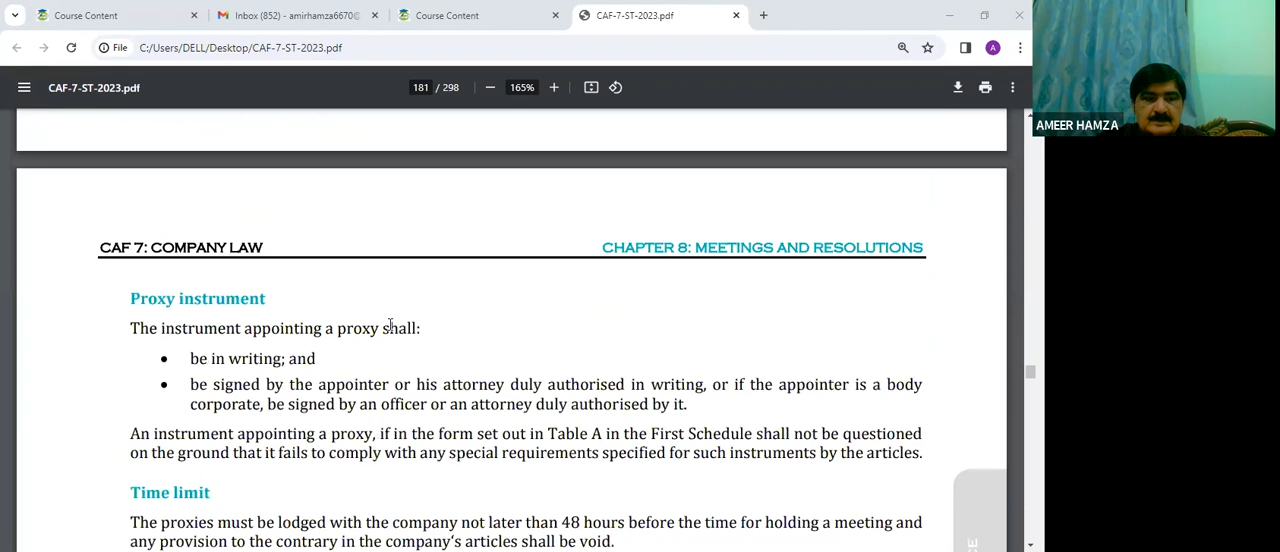 Course Content
Inbox (852) - amirhamza6670@
Course Content
CAF-7-ST-2023.pdf
File
C:/Users/DELL/Desktop/CAF-7-ST-2023.pdf
A
CAF-7-ST-2023.pdf
181 / 298
165%
AMEER HAMZA
CAF 7: COMPANY LAW
CHAPTER 8: MEETINGS AND RESOLUTIONS
Proxy instrument
The instrument appointing a proxy shall:
• be in writing; and
• be signed by the appointer or his attorney duly authorised in writing, or if the appointer is a body
corporate, be signed by an officer or an attorney duly authorised by it.
An instrument appointing a proxy, if in the form set out in Table A in the First Schedule shall not be questioned
on the ground that it fails to comply with any special requirements specified for such instruments by the articles.
Time limit
The proxies must be lodged with the company not later than 48 hours before the time for holding a meeting and
any provision to the contrary in the company's articles shall be void.
CE